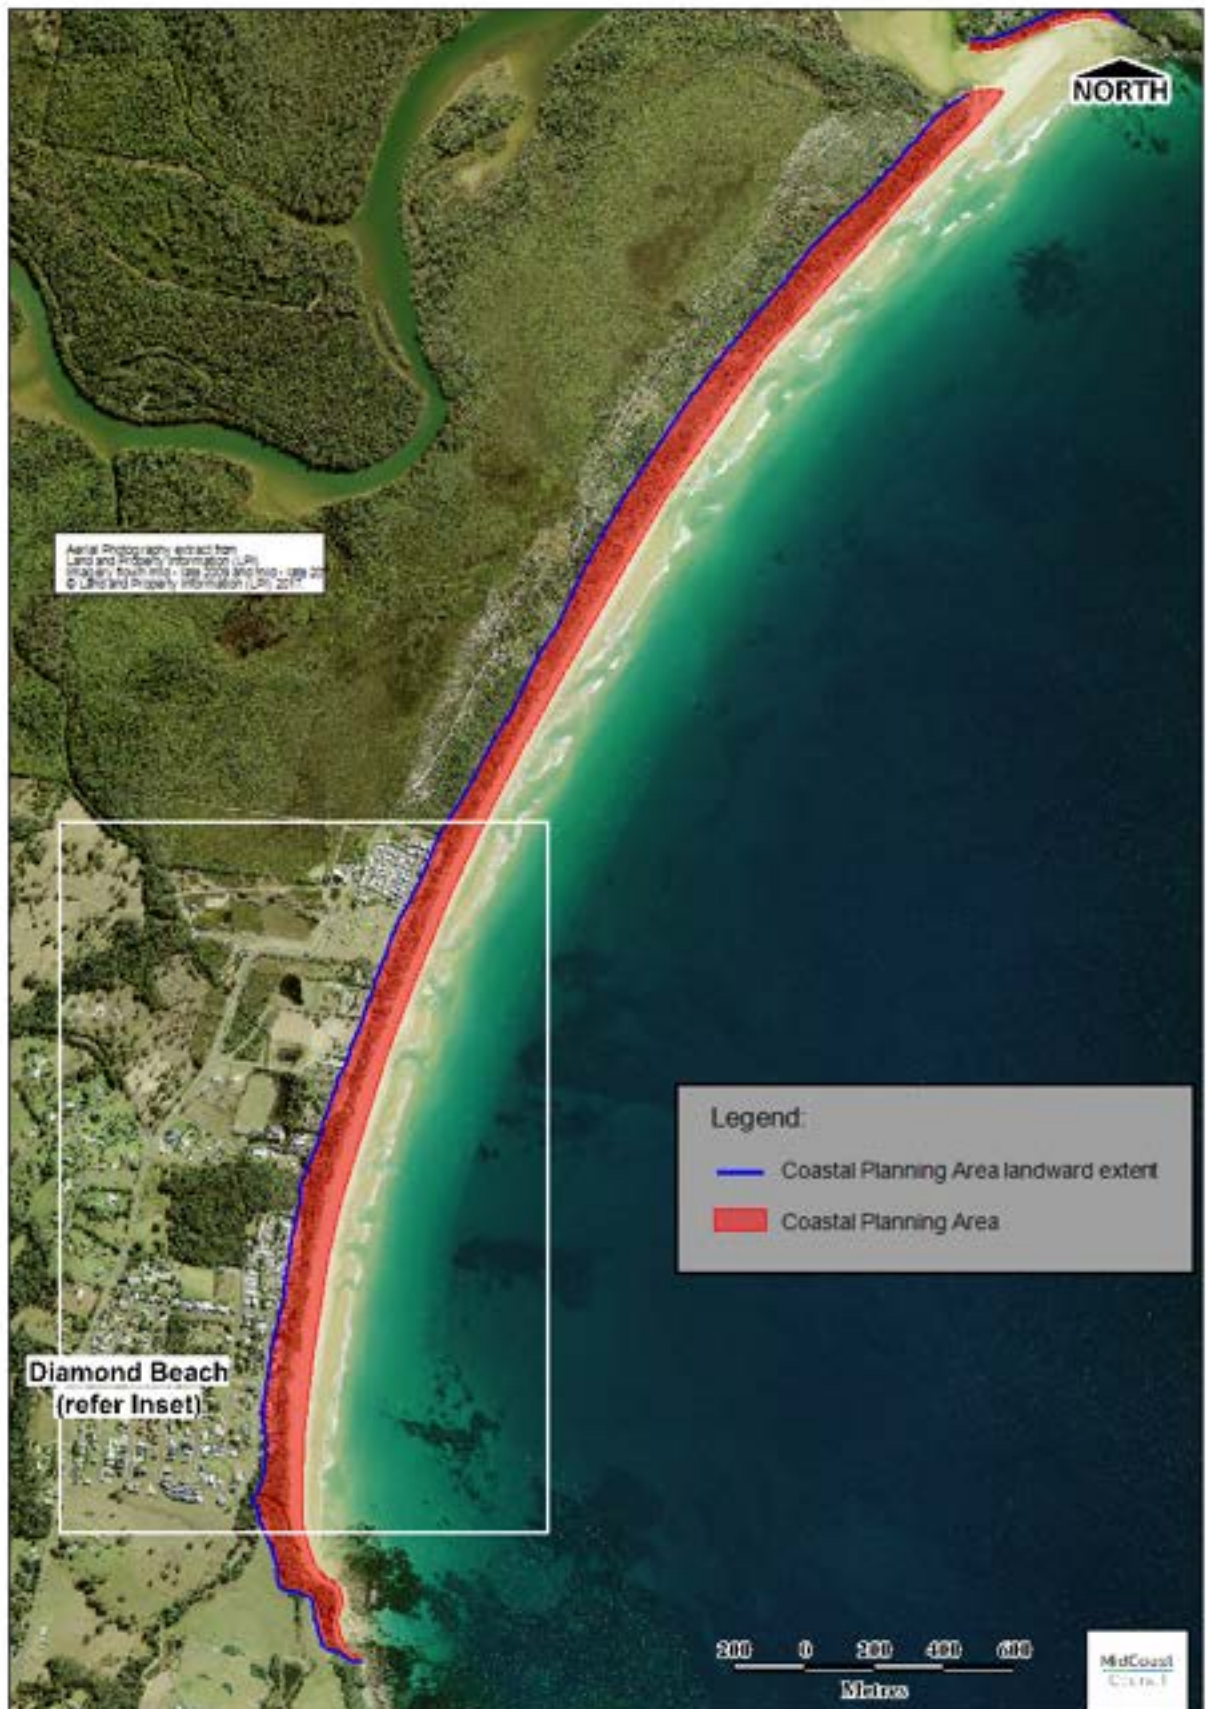 NORTH
Aerial Photography extract from
Land and Property Information (LPI)
© Land and Property Information (LPI) 2017
Legend:
Coastal Planning Area landward extent
Coastal Planning Area
Diamond Beach
(refer Inset)
200 0 200 400 600
Metres
MidCoast
Council